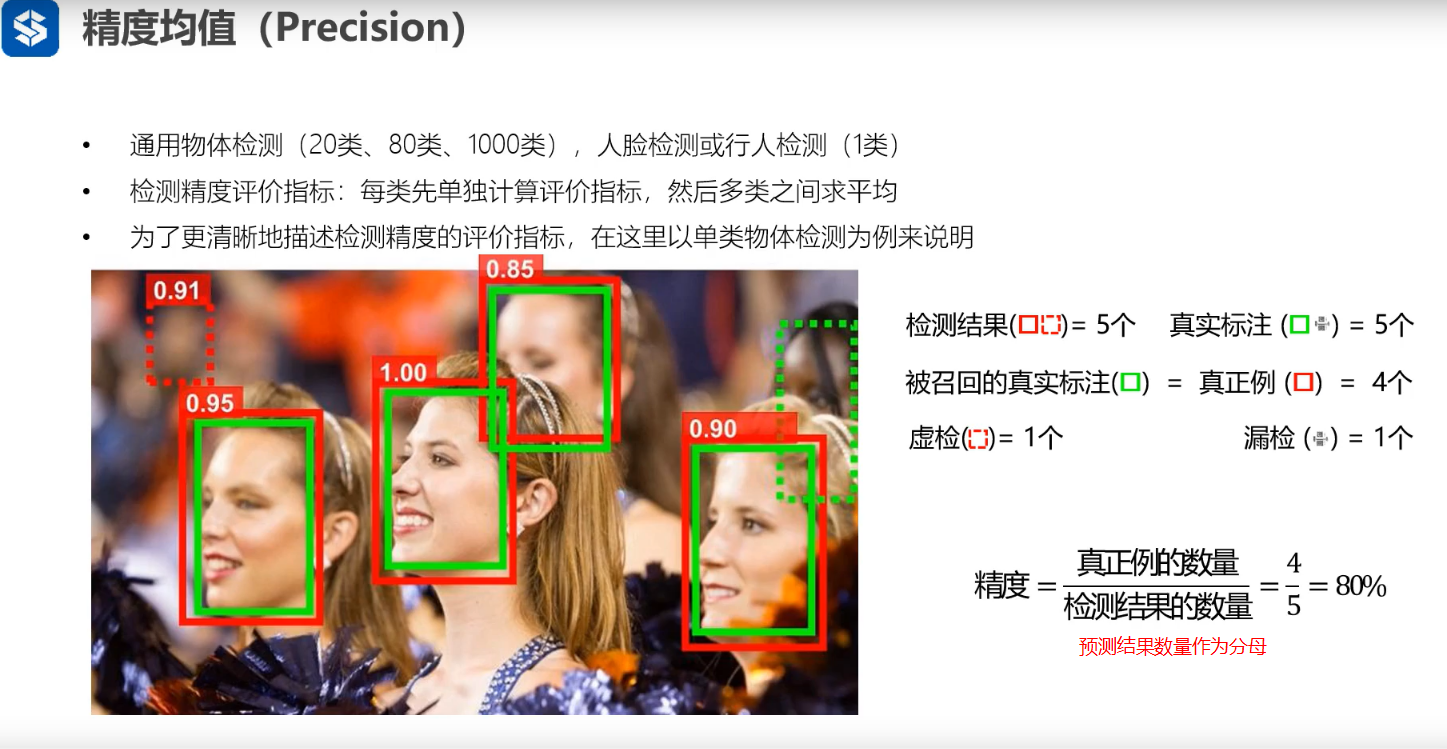 精度均值（Precision）
• 通用物体检测（20类、80类、1000类），人脸检测或行人检测（1类）
• 检测精度评价指标：每类先单独计算评价指标，然后多类之间求平均
• 为了更清晰地描述检测精度的评价指标，在这里以单类物体检测为例来说明
0.85
0.91
1.00
0.95
0.90
检测结果( )= 5个 真实标注 ( ) = 5个
被召回的真实标注( ) = 真正例 ( ) = 4个
虚检( )= 1个 漏检 ( ) = 1个
精度 = 真正例的数量 / 检测结果的数量 = 4/5 = 80%
预测结果数量作为分母